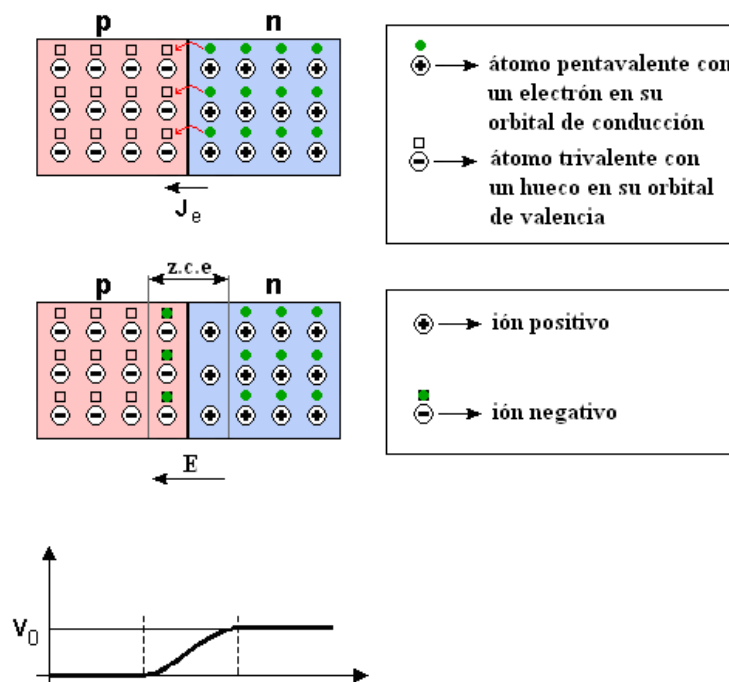 p n
J e
átomo pentavalente con
un electrón en su
orbital de conducción
átomo trivalente con
un hueco en su orbital
de valencia
z.c.e
p n
E
ión positivo
ión negativo
V0